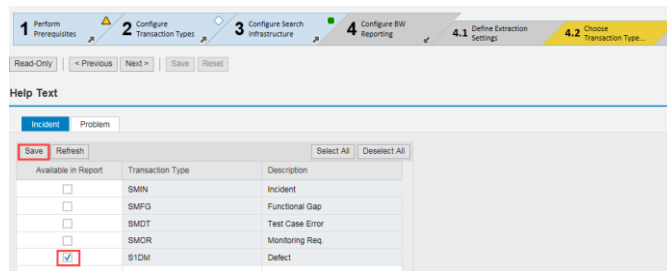 1 Perform Prerequisites
2 Configure Transaction Types
3 Configure Search Infrastructure
4 Configure BW Reporting
4.1 Define Extraction Settings
4.2 Choose Transaction Type...
Read-Only < Previous Next > Save Reset
Help Text
Incident Problem
Save Refresh Select All Deselect All
Available in Report Transaction Type Description
SMIN Incident
SMFG Functional Gap
SMDT Test Case Error
SMOR Monitoring Req.
S1DM Defect